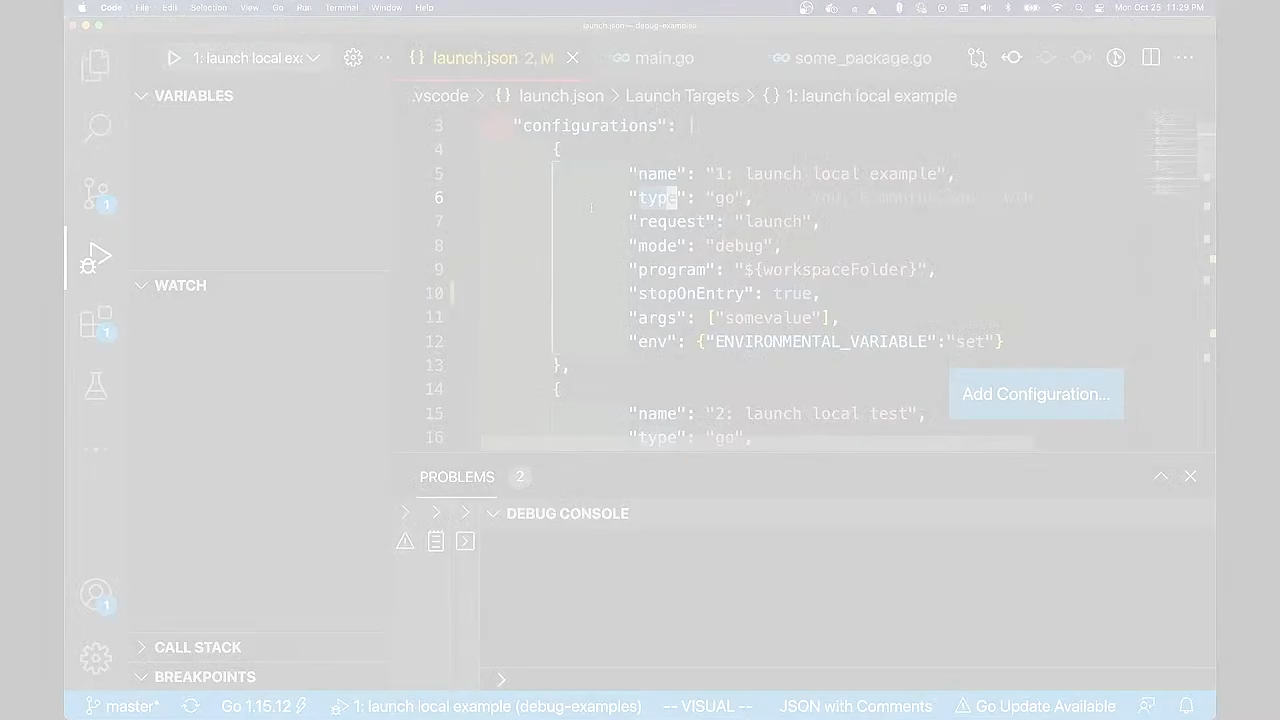 Code File Edit Selection View Go Run Terminal Window Help Mon Oct 25 11:29 PM
launch.json — debug-examples
1: launch local exa
{} launch.json 2, M
main.go
some_package.go
VARIABLES
.vscode > {} launch.json > Launch Targets > {} 1: launch local example
3 "configurations": [
4 {
5 "name": "1: launch local example",
6 "type": "go",
7 "request": "launch",
8 "mode": "debug",
9 "program": "${workspaceFolder}",
10 "stopOnEntry": true,
11 "args": ["somevalue"],
12 "env": {"ENVIRONMENTAL_VARIABLE":"set"}
13 },
14 {
15 "name": "2: launch local test",
16 "type": "go",
1
WATCH
1
Add Configuration...
PROBLEMS 2
DEBUG CONSOLE
1
CALL STACK
BREAKPOINTS
master* Go 1.15.12 1: launch local example (debug-examples) -- VISUAL -- JSON with Comments Go Update Available